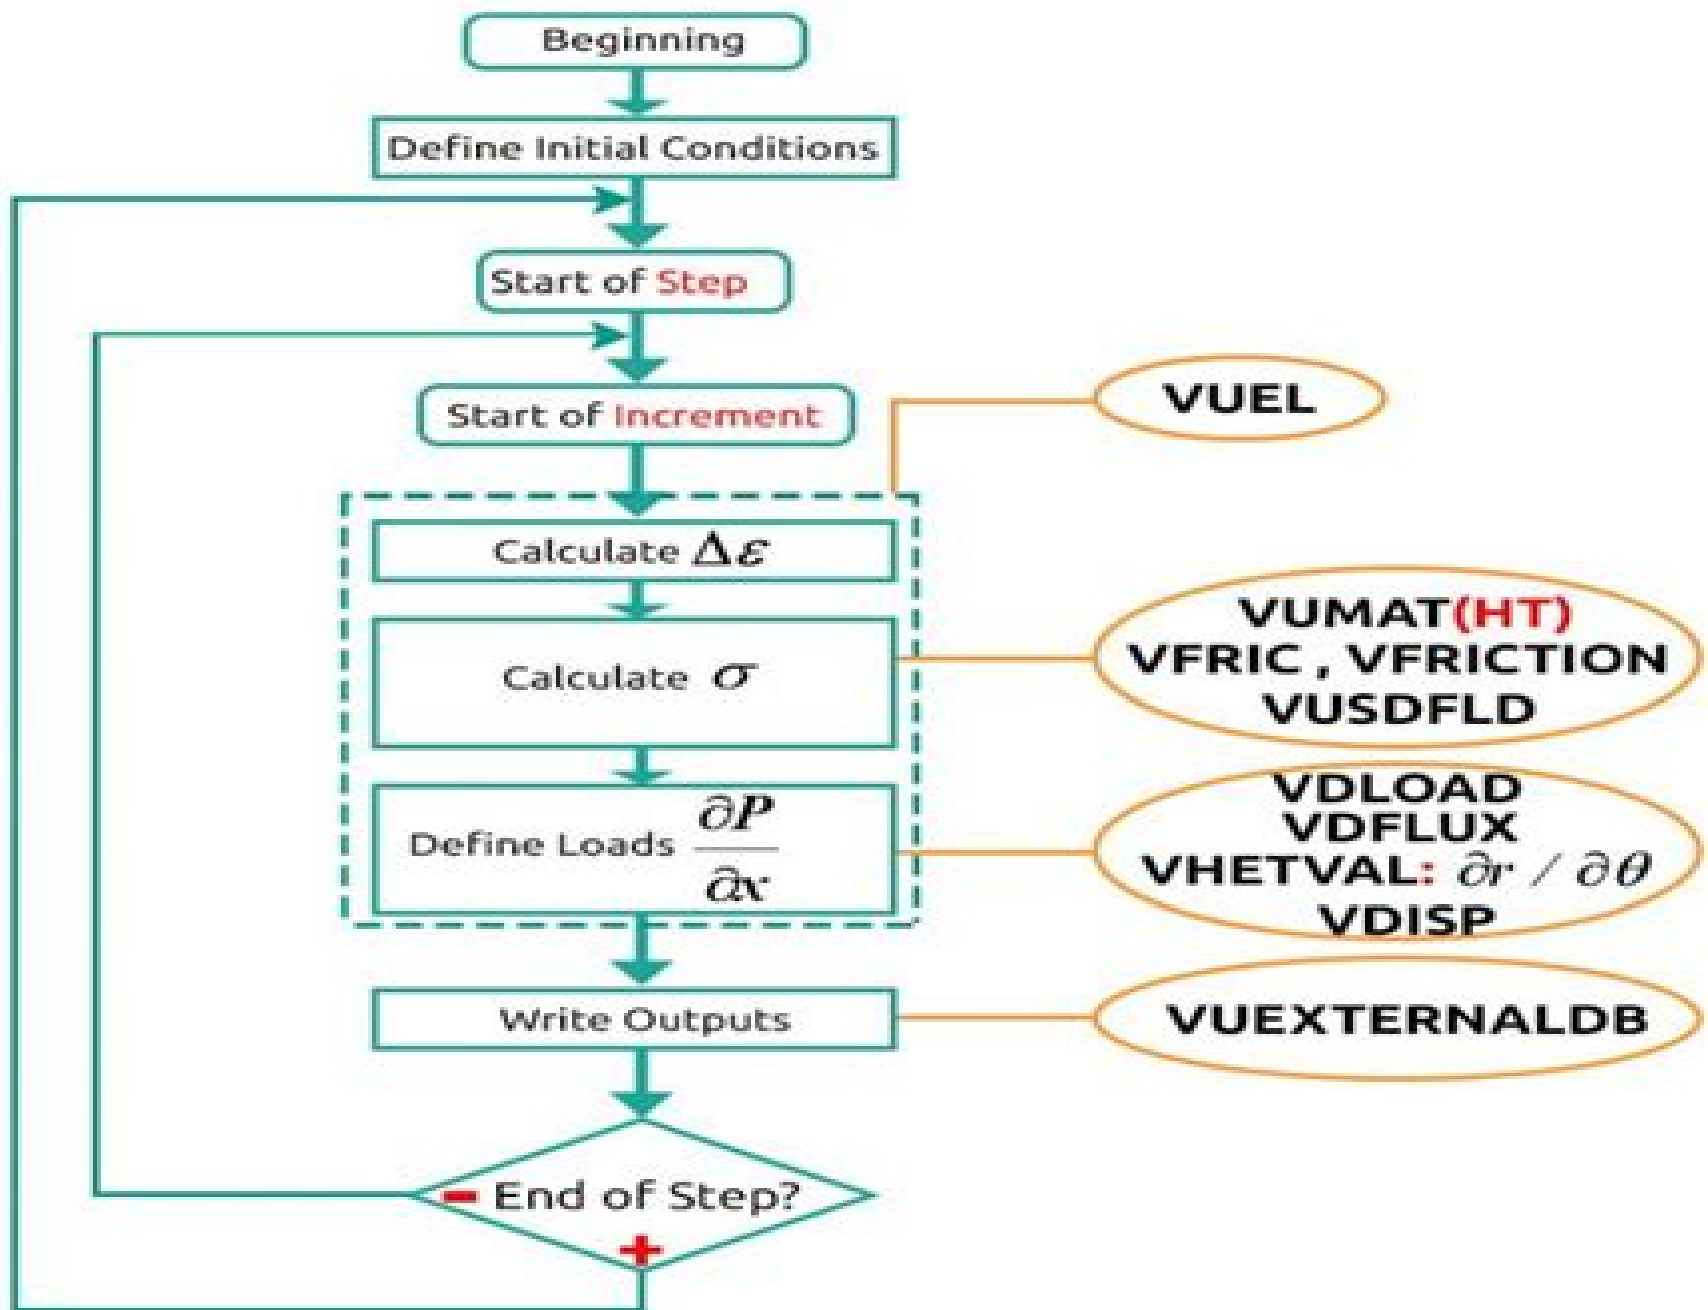 Beginning
Define Initial Conditions
Start of Step
Start of Increment
VUEL
Calculate Δε
VUMAT(HT)
VFRIC , VFRICTION
VUSDFLD
Calculate σ
VDLOAD
VDFLUX
VHETVAL: ∂r / ∂θ
VDISP
Define Loads ∂P
∂x
Write Outputs
VUEXTERNALDB
- End of Step?
+